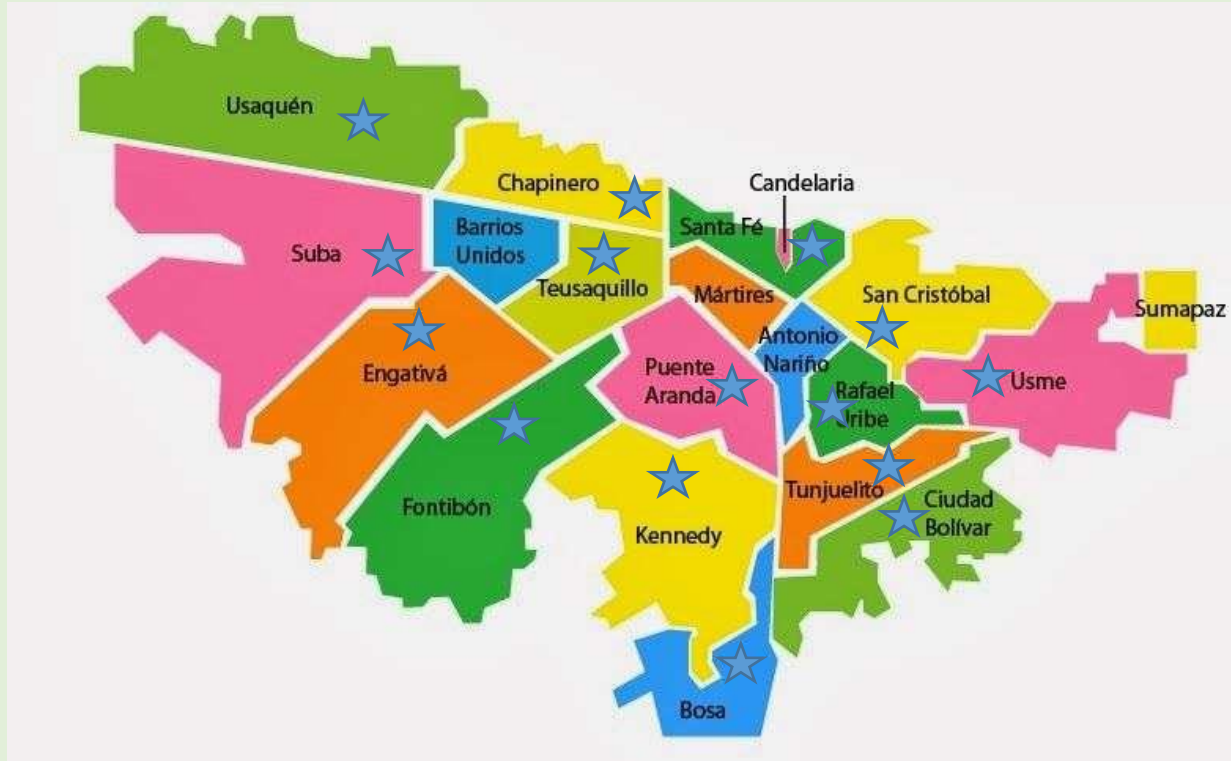 Usaquén
Chapinero
Candelaria
Santa Fé
Barrios
Unidos
Suba
Teusaquillo
Mártires
San Cristóbal
Sumapaz
Antonio
Nariño
Engativá
Puente
Aranda
Rafael
Uribe
Usme
Fontibón
Kennedy
Tunjuelito
Ciudad
Bolívar
Bosa